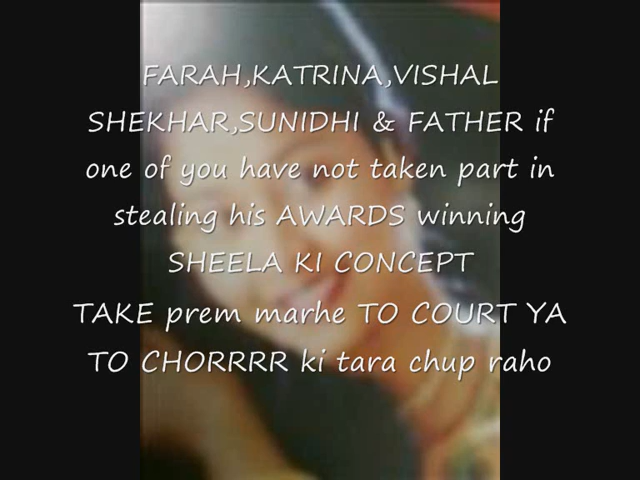 FARAH,KATRINA,VISHAL
SHEKHAR,SUNIDHI & FATHER if
one of you have not taken part in
stealing his AWARDS winning
SHEELA KI CONCEPT
TAKE prem marhe TO COURT YA
TO CHORRRR ki tara chup raho